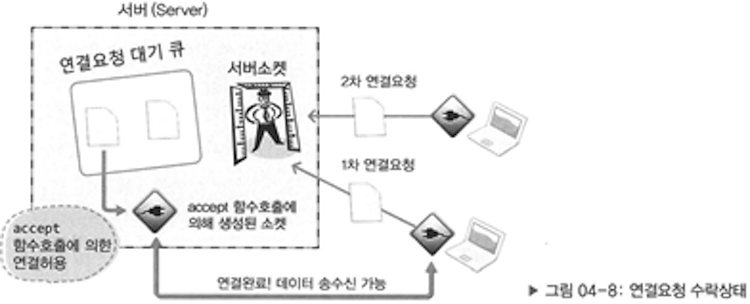 서버 (Server)
연결요청 대기 큐
서버소켓
2차 연결요청
1차 연결요청
accept 함수호출에
의해 생성된 소켓
accept
함수호출에 의한
연결허용
연결완료! 데이터 송수신 가능
▶ 그림 04-8: 연결요청 수락상태